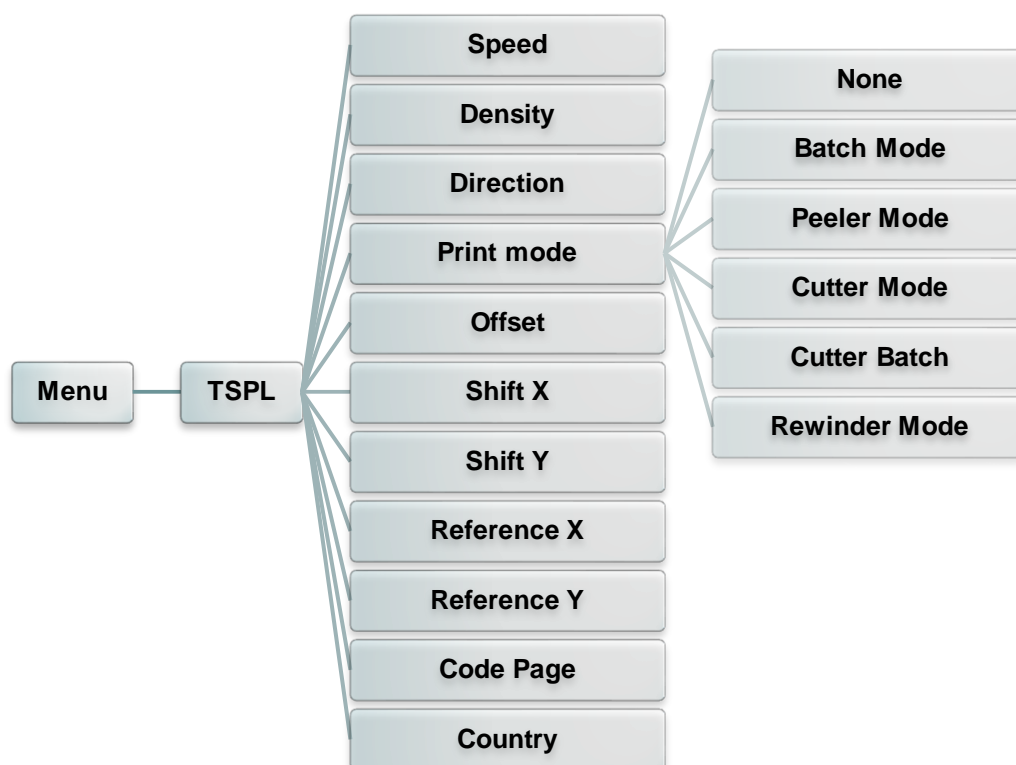 Menu
TSPL
Speed
Density
Direction
Print mode
Offset
Shift X
Shift Y
Reference X
Reference Y
Code Page
Country
None
Batch Mode
Peeler Mode
Cutter Mode
Cutter Batch
Rewinder Mode